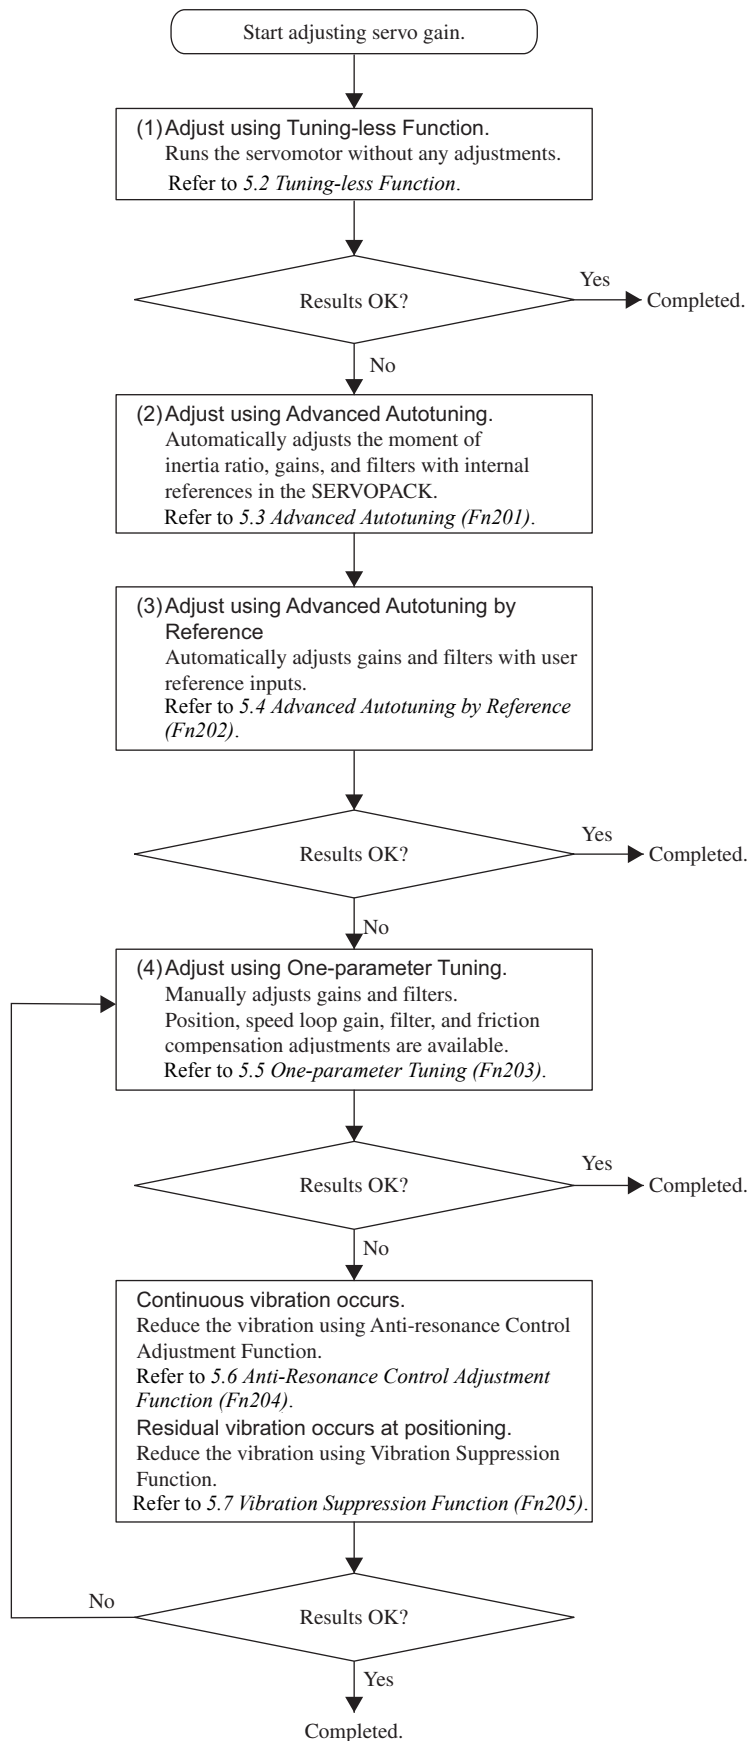 Start adjusting servo gain.
(1) Adjust using Tuning-less Function.
Runs the servomotor without any adjustments.
Refer to 5.2 Tuning-less Function.
Results OK?
Yes
Completed.
No
(2) Adjust using Advanced Autotuning.
Automatically adjusts the moment of
inertia ratio, gains, and filters with internal
references in the SERVOPACK.
Refer to 5.3 Advanced Autotuning (Fn201).
(3) Adjust using Advanced Autotuning by
Reference
Automatically adjusts gains and filters with user
reference inputs.
Refer to 5.4 Advanced Autotuning by Reference
(Fn202).
Results OK?
Yes
Completed.
No
(4) Adjust using One-parameter Tuning.
Manually adjusts gains and filters.
Position, speed loop gain, filter, and friction
compensation adjustments are available.
Refer to 5.5 One-parameter Tuning (Fn203).
Results OK?
Yes
Completed.
No
Continuous vibration occurs.
Reduce the vibration using Anti-resonance Control
Adjustment Function.
Refer to 5.6 Anti-Resonance Control Adjustment
Function (Fn204).
Residual vibration occurs at positioning.
Reduce the vibration using Vibration Suppression
Function.
Refer to 5.7 Vibration Suppression Function (Fn205).
No
Results OK?
Yes
Completed.